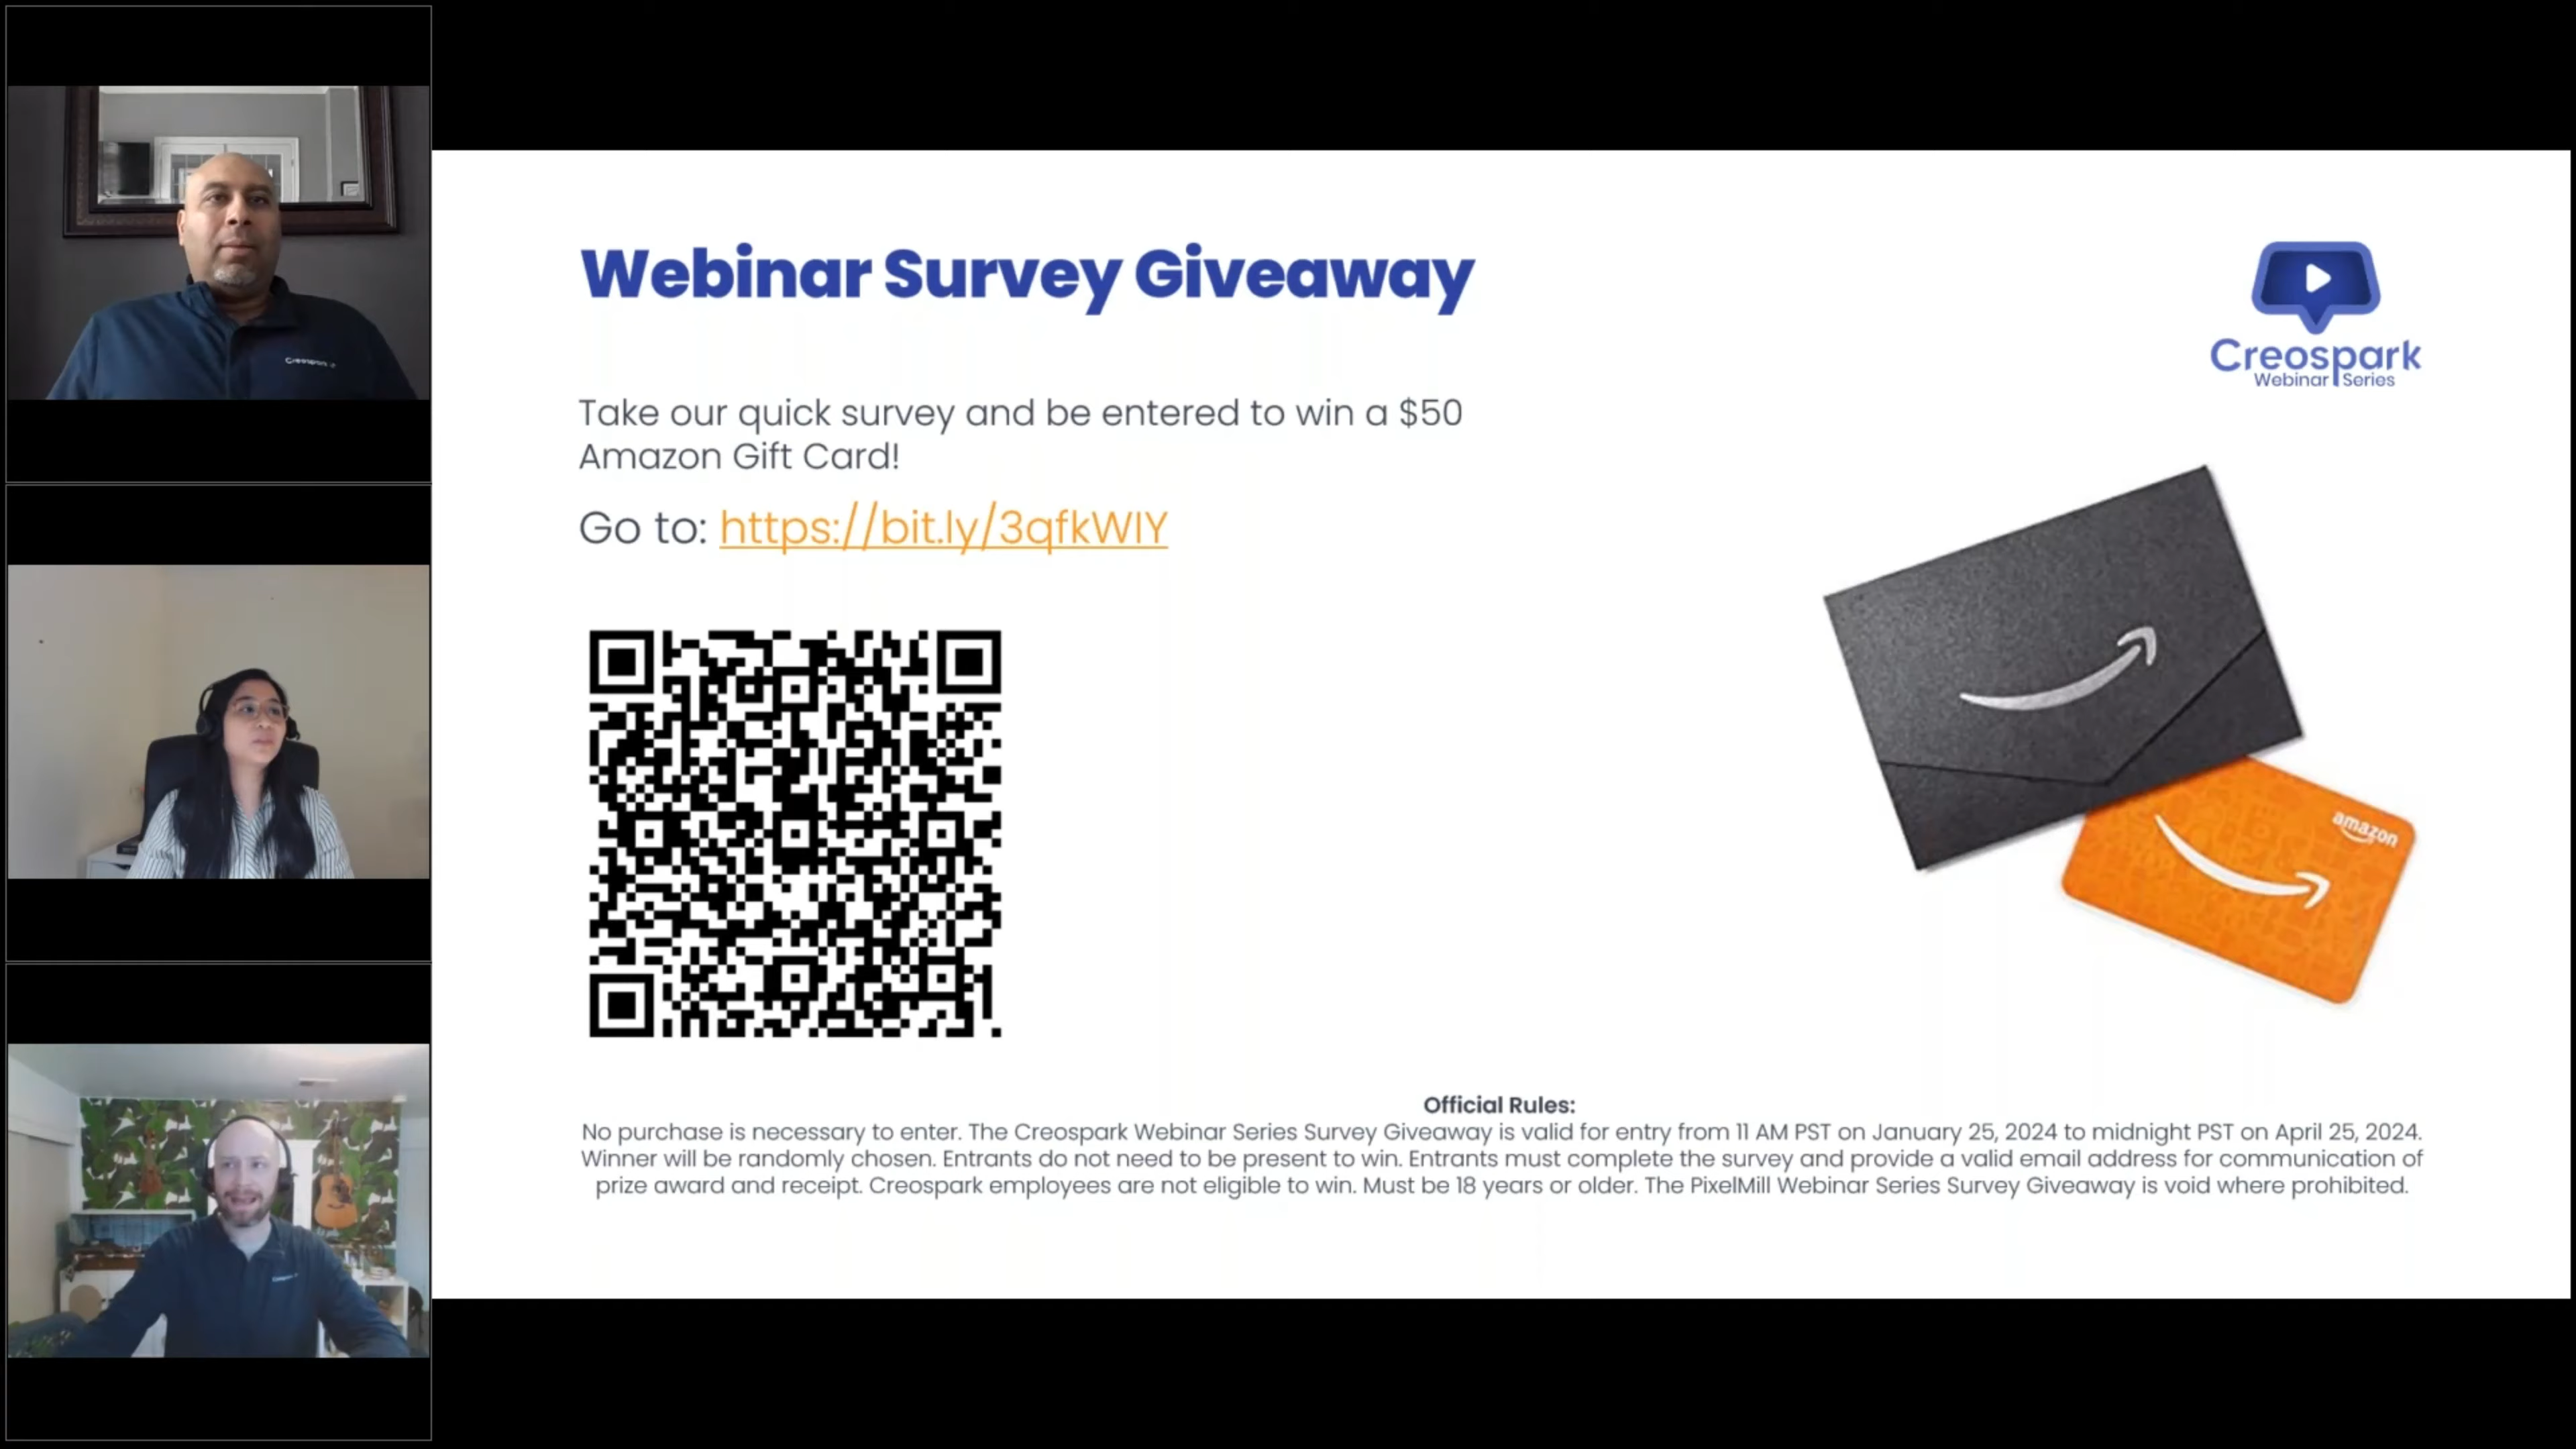 Webinar Survey Giveaway
Creospark
Webinar Series
Take our quick survey and be entered to win a $50
Amazon Gift Card!
Go to: https://bit.ly/3qfkWIY
amazon
Official Rules:
No purchase is necessary to enter. The Creospark Webinar Series Survey Giveaway is valid for entry from 11 AM PST on January 25, 2024 to midnight PST on April 25, 2024.
Winner will be randomly chosen. Entrants do not need to be present to win. Entrants must complete the survey and provide a valid email address for communication of
prize award and receipt. Creospark employees are not eligible to win. Must be 18 years or older. The PixelMill Webinar Series Survey Giveaway is void where prohibited.
Creospark